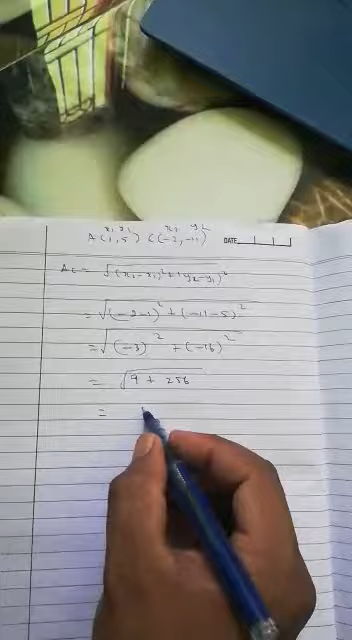 x₁ y₁ x₂ y₂
A(1,5) C(-2,-11)
DATE
AC = √(x₂-x₁)²+(y₂-y₁)²
= √(-2-1)²+(-11-5)²
= √(-3)²+(-16)²
= √9 + 256
=